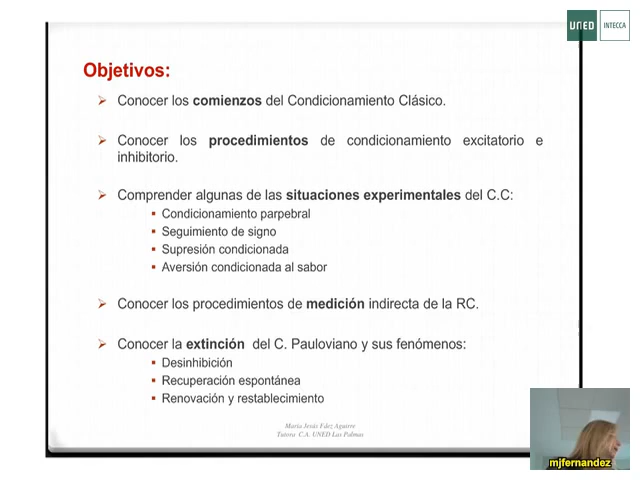 UNED
INTECCA
Objetivos:
Conocer los comienzos del Condicionamiento Clásico.
Conocer los procedimientos de condicionamiento excitatorio e
inhibitorio.
Comprender algunas de las situaciones experimentales del C.C:
Condicionamiento parpebral
Seguimiento de signo
Supresión condicionada
Aversión condicionada al sabor
Conocer los procedimientos de medición indirecta de la RC.
Conocer la extinción del C. Pauloviano y sus fenómenos:
Desinhibición
Recuperación espontánea
Renovación y restablecimiento
María Jesús Fdez Aguirre
Tutora C.A. UNED Las Palmas
mjfernandez